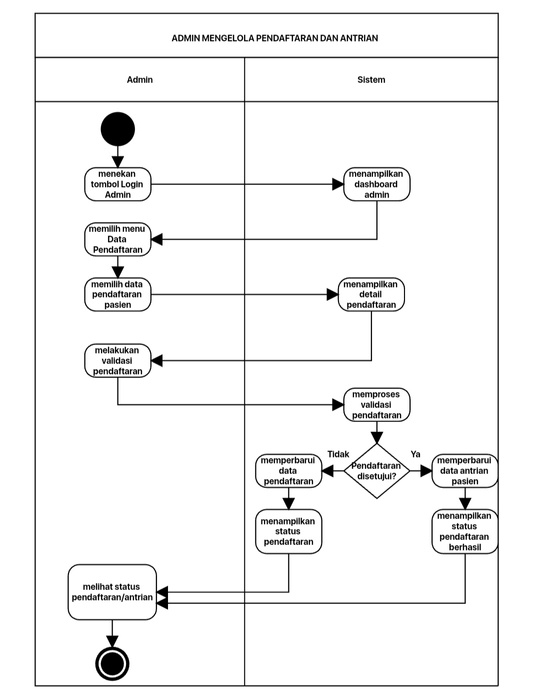 ADMIN MENGELOLA PENDAFTARAN DAN ANTRIAN
Admin
Sistem
menekan
tombol Login
Admin
menampilkan
dashboard
admin
memilih menu
Data
Pendaftaran
memilih data
pendaftaran
pasien
menampilkan
detail
pendaftaran
melakukan
validasi
pendaftaran
memproses
validasi
pendaftaran
Pendaftaran
disetujui?
Tidak
Ya
memperbarui
data
pendaftaran
memperbarui
data antrian
pasien
menampilkan
status
pendaftaran
menampilkan
status
pendaftaran
berhasil
melihat status
pendaftaran/antrian